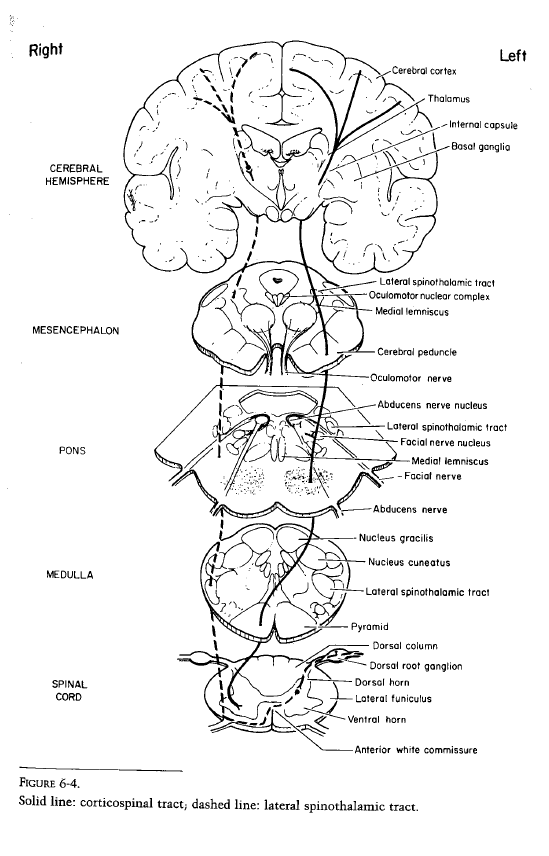 Right
Left
Cerebral cortex
Thalamus
Internal capsule
Basal ganglia
CEREBRAL
HEMISPHERE
Lateral spinothalamic tract
Oculomotor nuclear complex
Medial lemniscus
MESENCEPHALON
Cerebral peduncle
Oculomotor nerve
Abducens nerve nucleus
Lateral spinothalamic tract
Facial nerve nucleus
PONS
Medial lemniscus
Facial nerve
Abducens nerve
Nucleus gracilis
Nucleus cuneatus
MEDULLA
Lateral spinothalamic tract
Pyramid
Dorsal column
Dorsal root ganglion
Dorsal horn
SPINAL
CORD
Lateral funiculus
Ventral horn
Anterior white commissure
FIGURE 6-4.
Solid line: corticospinal tract; dashed line: lateral spinothalamic tract.